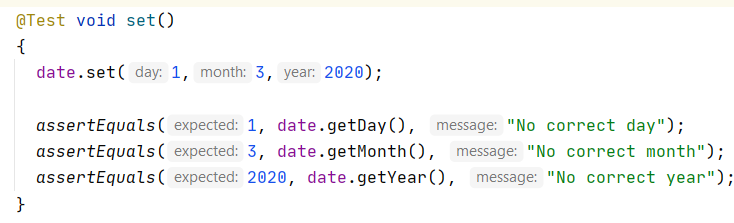 @Test void set()
{
date.set( day: 1, month: 3, year: 2020);
assertEquals( expected: 1, date.getDay(), message: "No correct day");
assertEquals( expected: 3, date.getMonth(), message: "No correct month");
assertEquals( expected: 2020, date.getYear(), message: "No correct year");
}